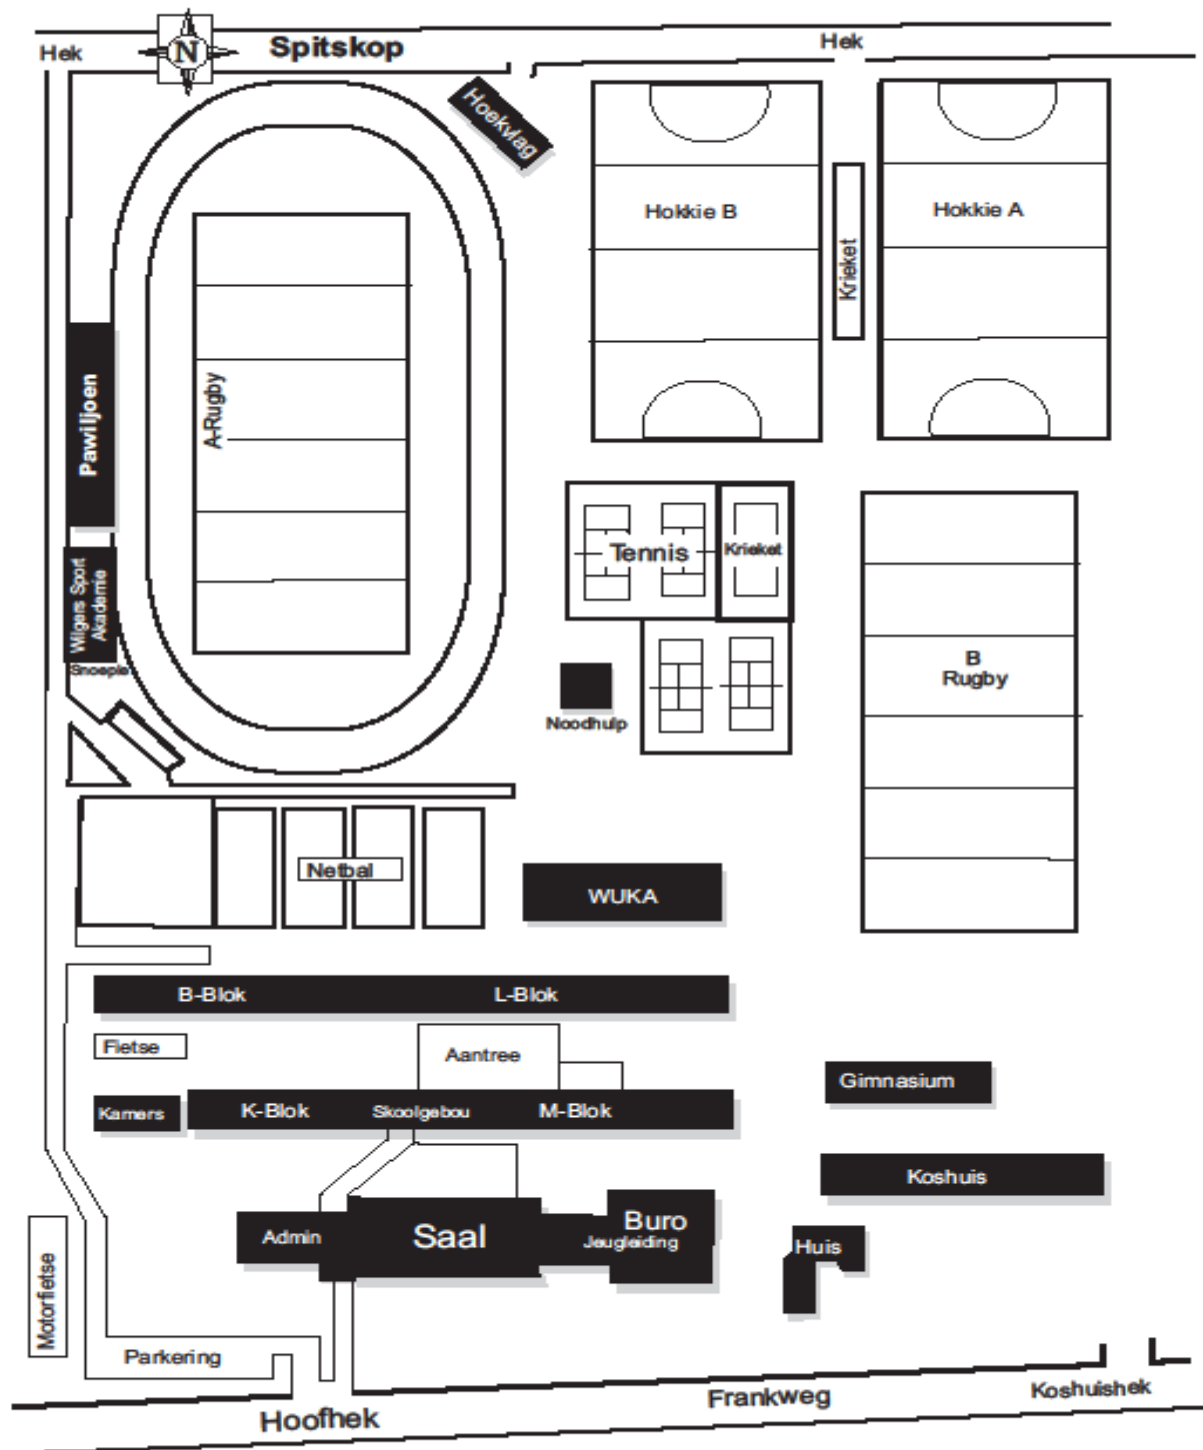 Hek
N
Spitskop
Hek
Hoekvlag
Hokkie B
Hokkie A
Krieket
A-Rugby
Pawiljoen
Tennis
Krieket
Wilgers Sport
Akademie
Snoepie
B
Rugby
Noodhulp
Netbal
WUKA
B-Blok
L-Blok
Fietse
Aantree
Gimnasium
Kamers
K-Blok
Skoolgebou
M-Blok
Koshuis
Admin
Saal
Buro
Jeugleiding
Huis
Motorfietse
Parkering
Hoofhek
Frankweg
Koshuishek